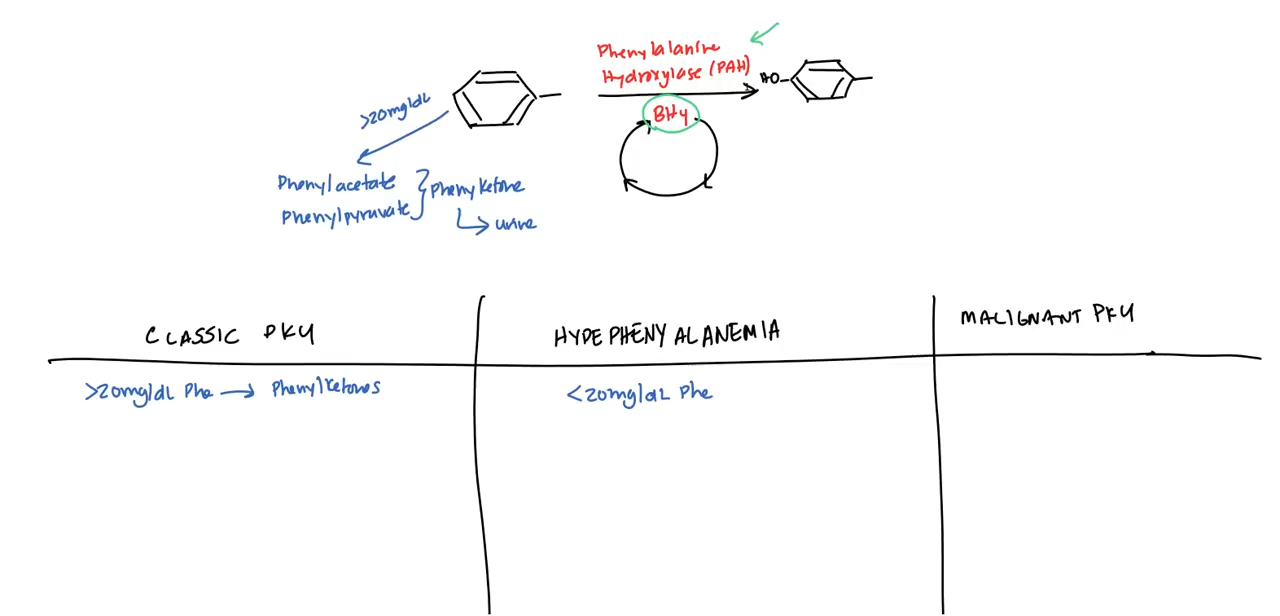 Phenylalanine
Hydroxylase (PAH)
HO
>20mg/dL
BH4
Phenylacetate
Phenylketone
Phenylpyruvate
urine
CLASSIC PKU
HYPEPHENYALANEMIA
MALIGNANT PKU
>20mg/dL Phe → Phenylketones
<20mg/dL Phe